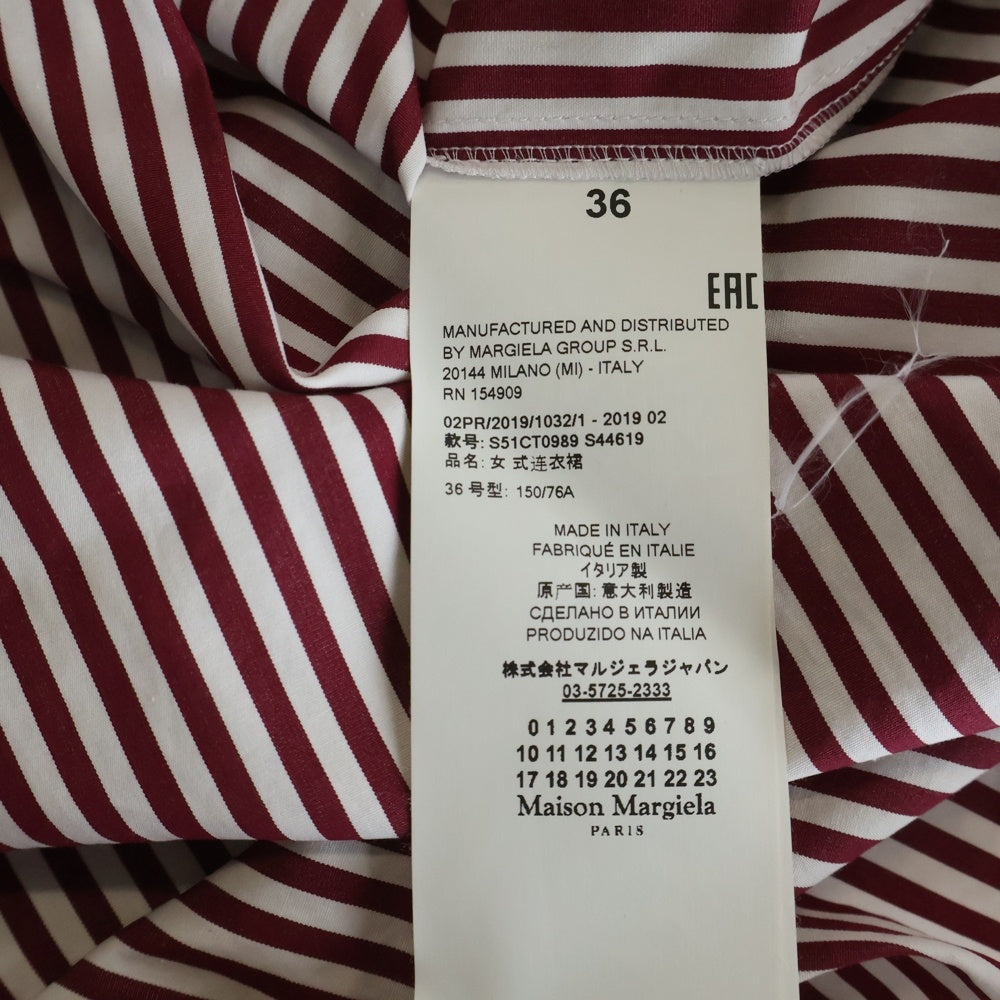 36
EAC
MANUFACTURED AND DISTRIBUTED
BY MARGIELA GROUP S.R.L.
20144 MILANO (MI) - ITALY
RN 154909
02PR/2019/1032/1 - 2019 02
款号: S51CT0989 S44619
品名: 女 式连衣裙
36 号型: 150/76A
MADE IN ITALY
FABRIQUÉ EN ITALIE
イタリア製
原产国: 意大利製造
СДЕЛАНО В ИТАЛИИ
PRODUZIDO NA ITALIA
株式会社マルジェラジャパン
03-5725-2333
0 1 2 3 4 5 6 7 8 9
10 11 12 13 14 15 16
17 18 19 20 21 22 23
Maison Margiela
PARIS